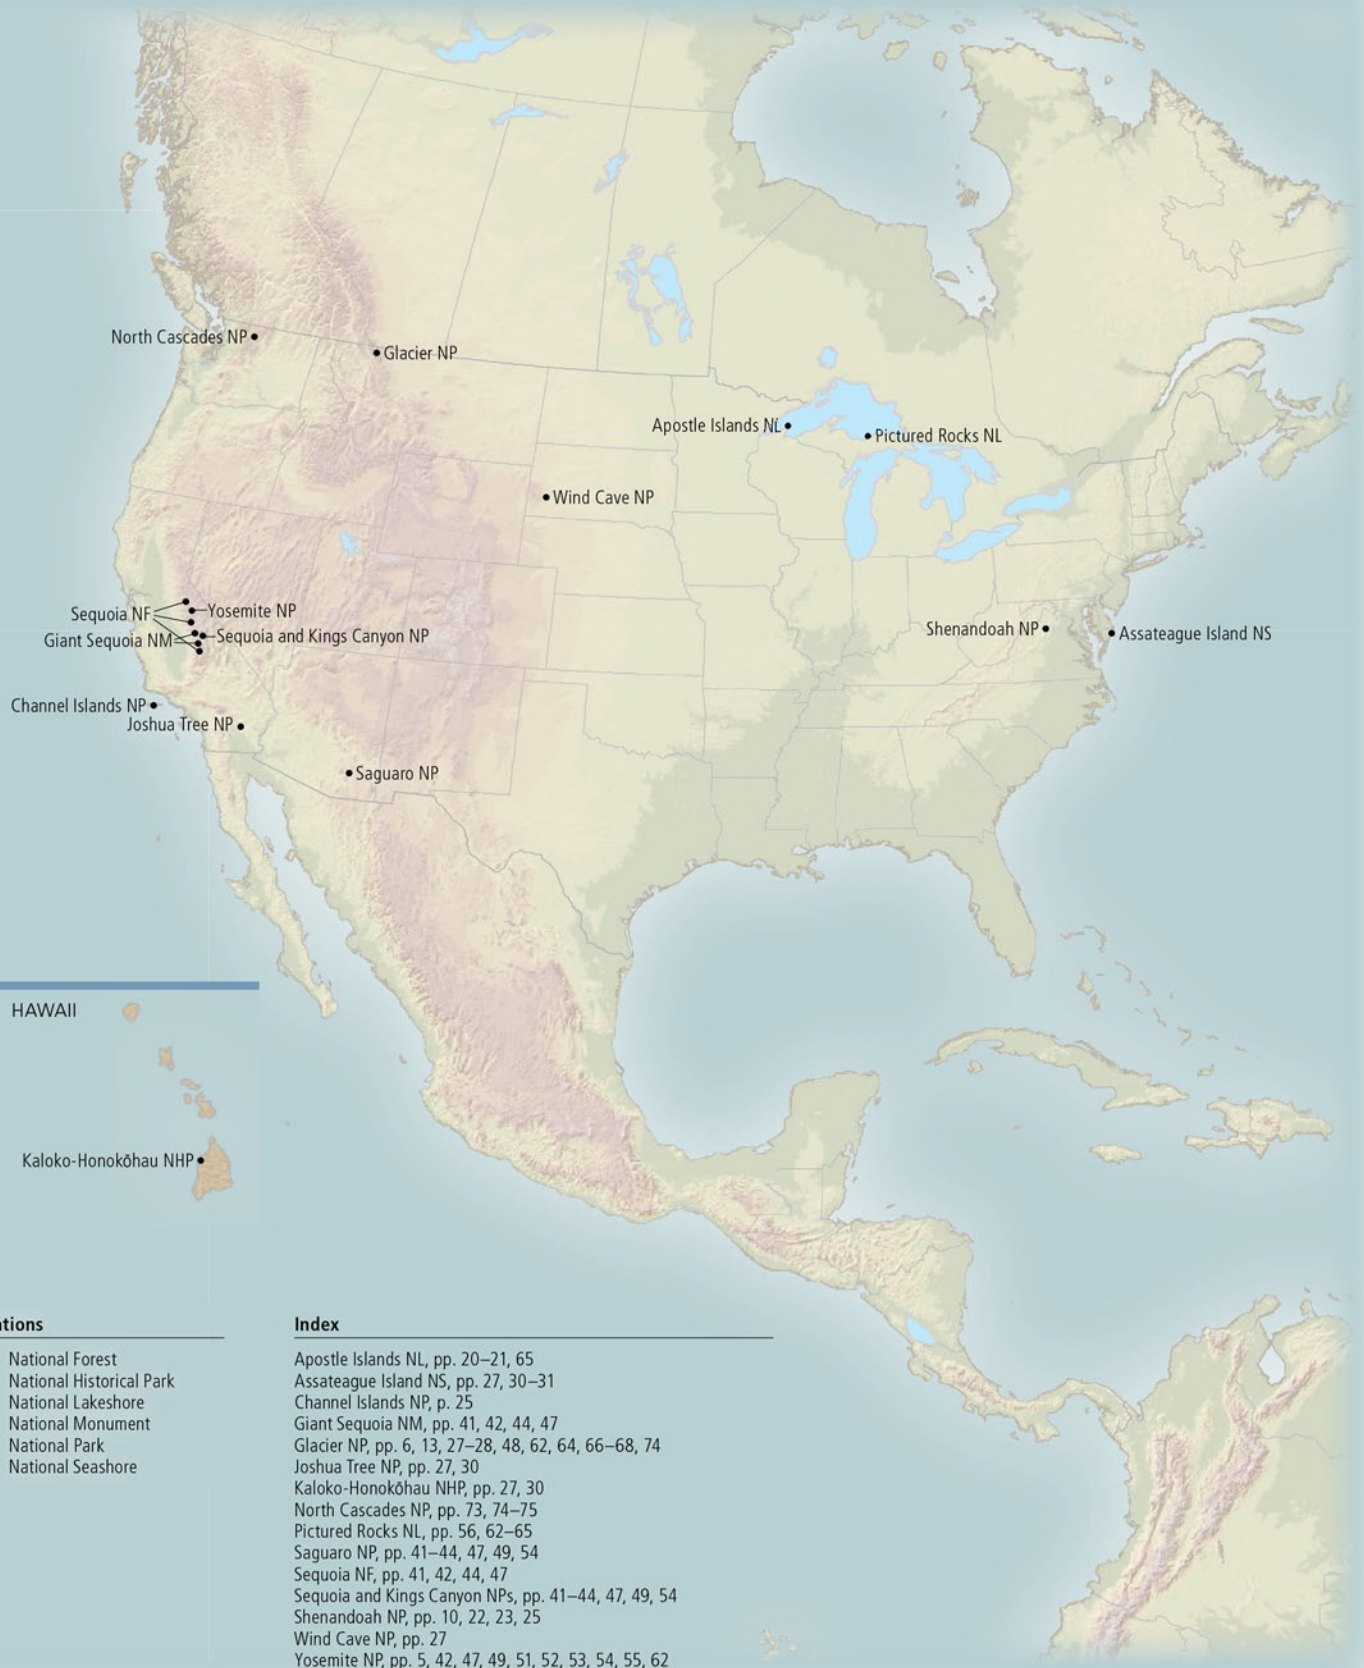 North Cascades NP
Glacier NP
Apostle Islands NL
Pictured Rocks NL
Wind Cave NP
Sequoia NF
Yosemite NP
Giant Sequoia NM
Sequoia and Kings Canyon NP
Shenandoah NP
Assateague Island NS
Channel Islands NP
Joshua Tree NP
Saguaro NP
HAWAII
Kaloko-Honokōhau NHP
National Forest
National Historical Park
National Lakeshore
National Monument
National Park
National Seashore
Index
Apostle Islands NL, pp. 20–21, 65
Assateague Island NS, pp. 27, 30–31
Channel Islands NP, p. 25
Giant Sequoia NM, pp. 41, 42, 44, 47
Glacier NP, pp. 6, 13, 27–28, 48, 62, 64, 66–68, 74
Joshua Tree NP, pp. 27, 30
Kaloko-Honokōhau NHP, pp. 27, 30
North Cascades NP, pp. 73, 74–75
Pictured Rocks NL, pp. 56, 62–65
Saguaro NP, pp. 41–44, 47, 49, 54
Sequoia NF, pp. 41, 42, 44, 47
Sequoia and Kings Canyon NPs, pp. 41–44, 47, 49, 54
Shenandoah NP, pp. 10, 22, 23, 25
Wind Cave NP, pp. 27
Yosemite NP, pp. 5, 42, 47, 49, 51, 52, 53, 54, 55, 62